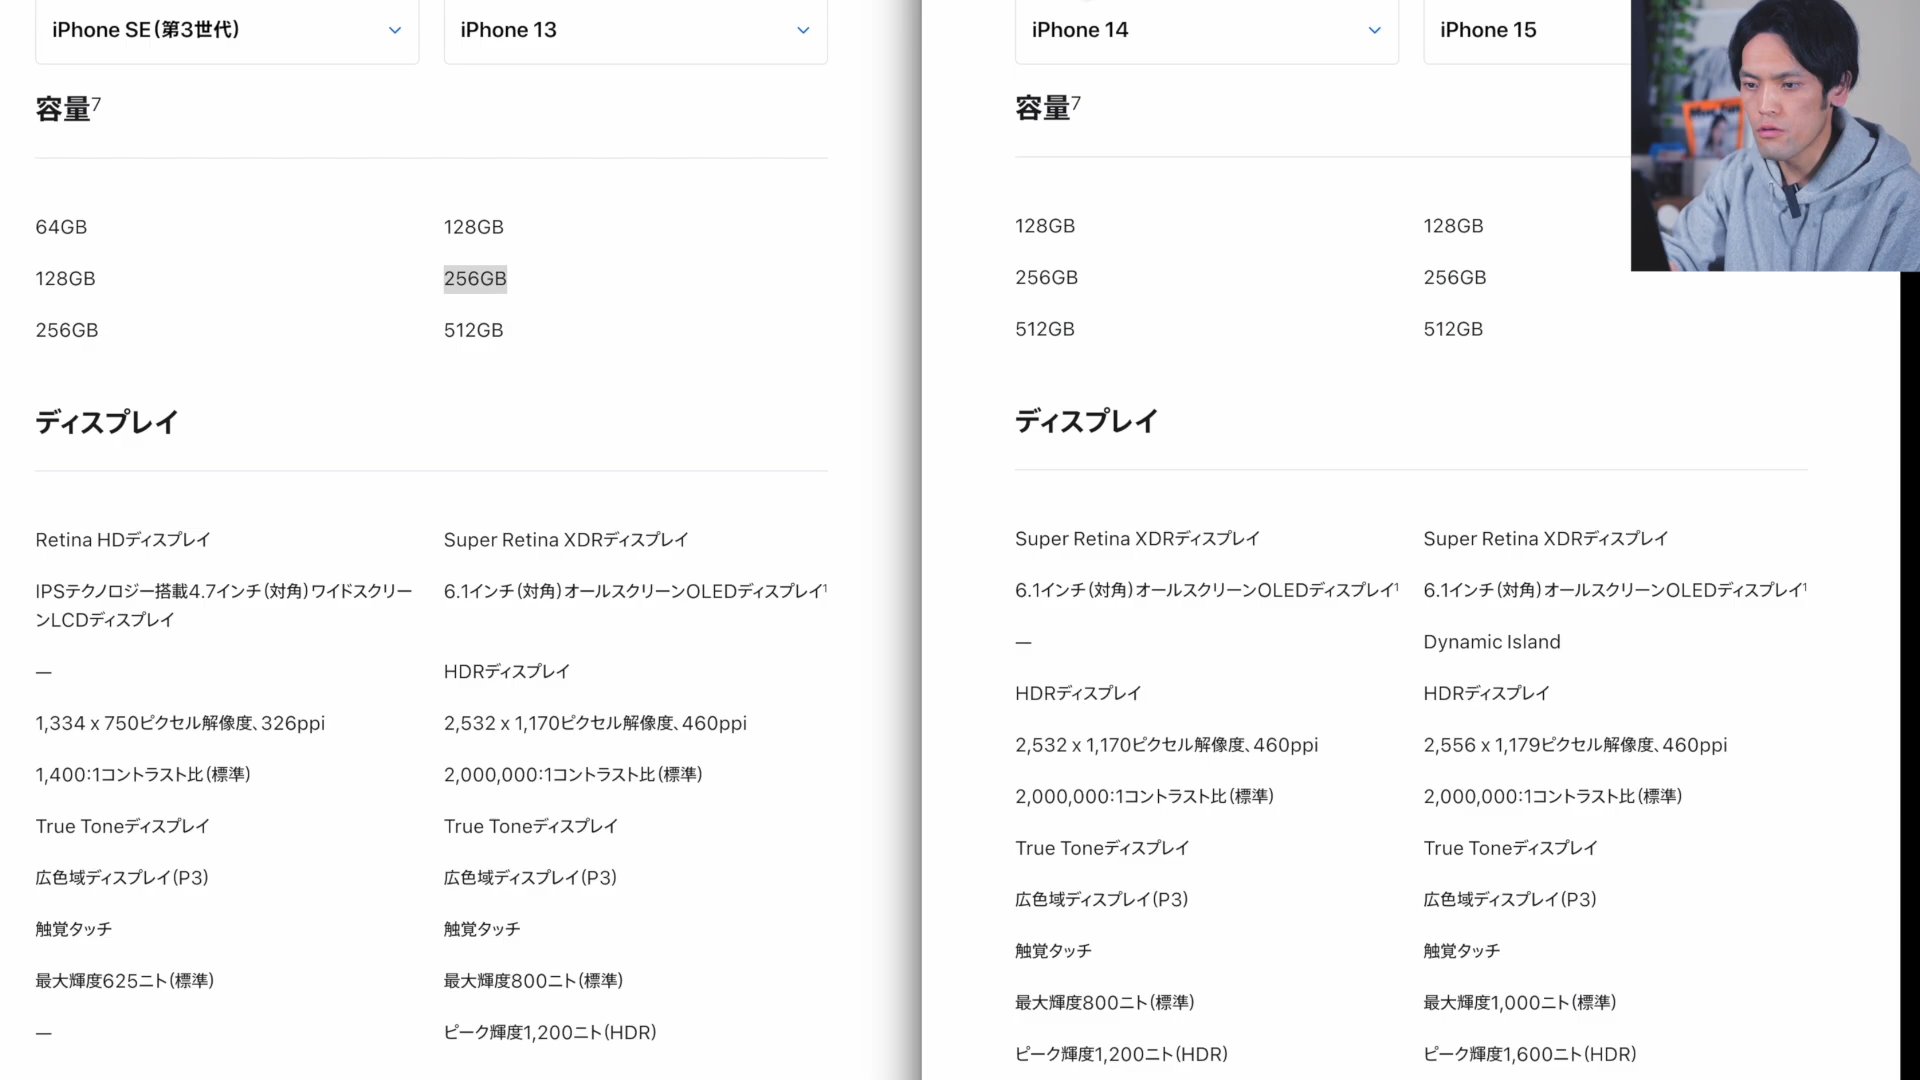 iPhone SE(第3世代)
iPhone 13
容量7
64GB
128GB
128GB
256GB
256GB
512GB
ディスプレイ
Retina HDディスプレイ
Super Retina XDRディスプレイ
IPSテクノロジー搭載4.7インチ(対角)ワイドスクリー
ンLCDディスプレイ
6.1インチ(対角)オールスクリーンOLEDディスプレイ1
—
HDRディスプレイ
1,334 x 750ピクセル解像度、326ppi
2,532 x 1,170ピクセル解像度、460ppi
1,400:1コントラスト比(標準)
2,000,000:1コントラスト比(標準)
True Toneディスプレイ
True Toneディスプレイ
広色域ディスプレイ(P3)
広色域ディスプレイ(P3)
触覚タッチ
触覚タッチ
最大輝度625ニト(標準)
最大輝度800ニト(標準)
—
ピーク輝度1,200ニト(HDR)
iPhone 14
iPhone 15
容量7
128GB
128GB
256GB
256GB
512GB
512GB
ディスプレイ
Super Retina XDRディスプレイ
Super Retina XDRディスプレイ
6.1インチ(対角)オールスクリーンOLEDディスプレイ1
6.1インチ(対角)オールスクリーンOLEDディスプレイ1
—
Dynamic Island
HDRディスプレイ
HDRディスプレイ
2,532 x 1,170ピクセル解像度、460ppi
2,556 x 1,179ピクセル解像度、460ppi
2,000,000:1コントラスト比(標準)
2,000,000:1コントラスト比(標準)
True Toneディスプレイ
True Toneディスプレイ
広色域ディスプレイ(P3)
広色域ディスプレイ(P3)
触覚タッチ
触覚タッチ
最大輝度800ニト(標準)
最大輝度1,000ニト(標準)
ピーク輝度1,200ニト(HDR)
ピーク輝度1,600ニト(HDR)